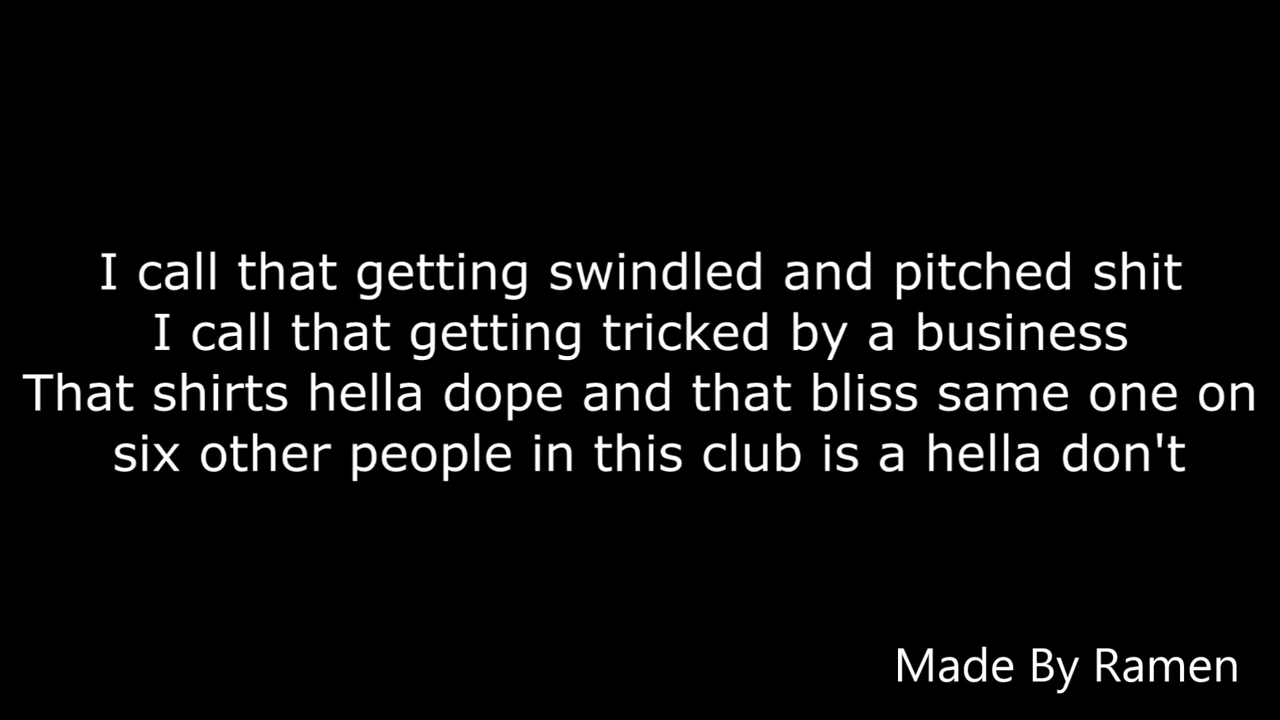 I call that getting swindled and pitched shit
I call that getting tricked by a business
That shirts hella dope and that bliss same one on
six other people in this club is a hella don't
Made By Ramen